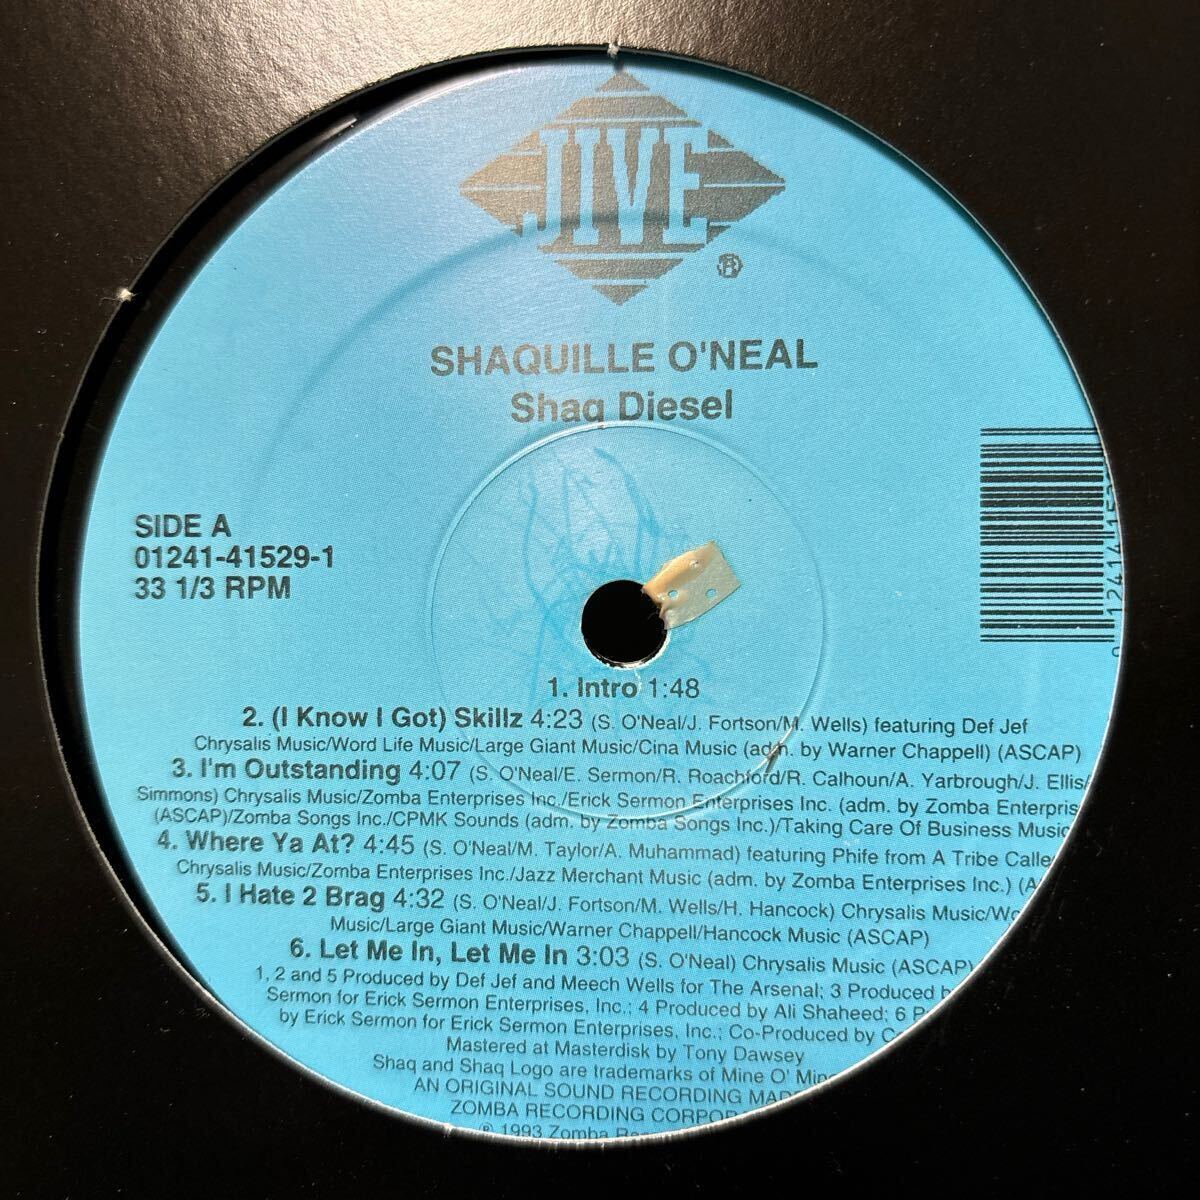 JIVE
®
SHAQUILLE O'NEAL
Shaq Diesel
SIDE A
01241-41529-1
33 1/3 RPM
1. Intro 1:48
2. (I Know I Got) Skillz 4:23 (S. O'Neal/J. Fortson/M. Wells) featuring Def Jef
Chrysalis Music/Word Life Music/Large Giant Music/Cina Music (adm. by Warner Chappell) (ASCAP)
3. I'm Outstanding 4:07 (S. O'Neal/E. Sermon/R. Roachford/R. Calhoun/A. Yarbrough/J. Ellis/
Simmons) Chrysalis Music/Zomba Enterprises Inc./Erick Sermon Enterprises Inc. (adm. by Zomba Enterpris
(ASCAP)/Zomba Songs Inc./CPMK Sounds (adm. by Zomba Songs Inc.)/Taking Care Of Business Music
4. Where Ya At? 4:45 (S. O'Neal/M. Taylor/A. Muhammad) featuring Phife from A Tribe Calle
Chrysalis Music/Zomba Enterprises Inc./Jazz Merchant Music (adm. by Zomba Enterprises Inc.) (A
5. I Hate 2 Brag 4:32 (S. O'Neal/J. Fortson/M. Wells/H. Hancock) Chrysalis Music/Wo
Music/Large Giant Music/Warner Chappell/Hancock Music (ASCAP)
6. Let Me In, Let Me In 3:03 (S. O'Neal) Chrysalis Music (ASCAP)
1, 2 and 5 Produced by Def Jef and Meech Wells for The Arsenal; 3 Produced b
Sermon for Erick Sermon Enterprises, Inc.; 4 Produced by Ali Shaheed; 6 P
by Erick Sermon for Erick Sermon Enterprises, Inc.; Co-Produced by C
Mastered at Masterdisk by Tony Dawsey
Shaq and Shaq Logo are trademarks of Mine O' Min
AN ORIGINAL SOUND RECORDING MAD
ZOMBA RECORDING CORPOR
℗ 1993 Zomba Re